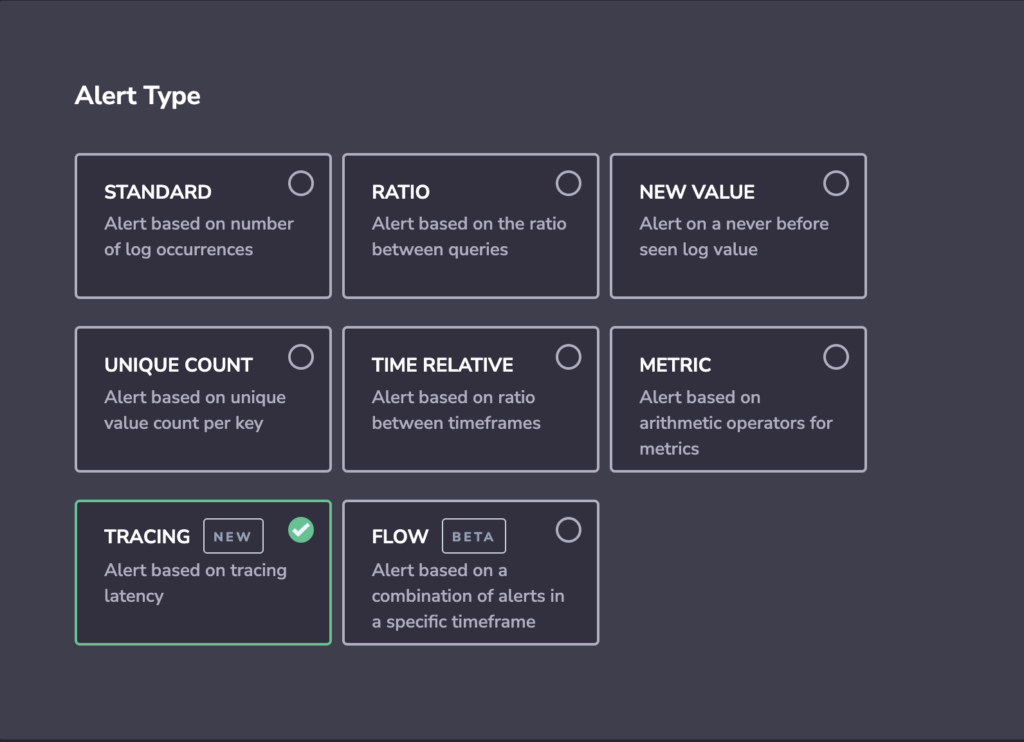 Alert Type
STANDARD
Alert based on number
of log occurrences
RATIO
Alert based on the ratio
between queries
NEW VALUE
Alert on a never before
seen log value
UNIQUE COUNT
Alert based on unique
value count per key
TIME RELATIVE
Alert based on ratio
between timeframes
METRIC
Alert based on
arithmetic operators for
metrics
TRACING NEW
Alert based on tracing
latency
FLOW BETA
Alert based on a
combination of alerts in
a specific timeframe